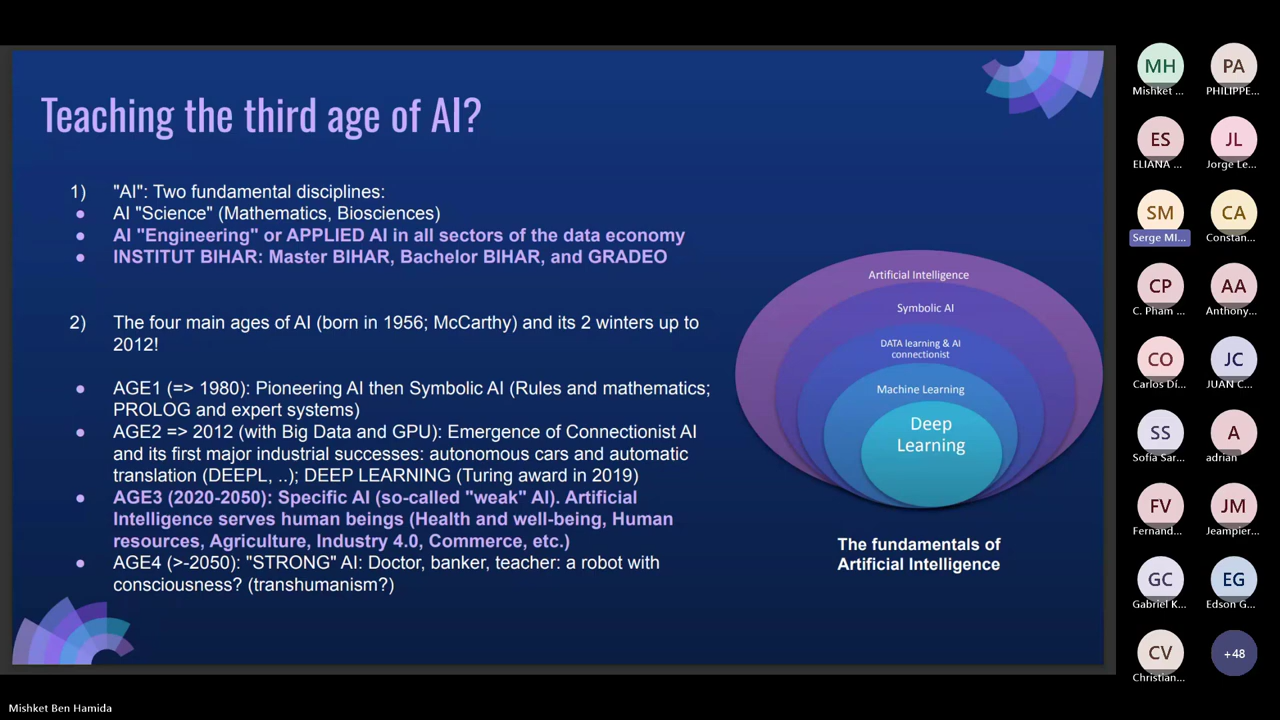 Teaching the third age of AI?
1) "AI": Two fundamental disciplines:
● AI "Science" (Mathematics, Biosciences)
● AI "Engineering" or APPLIED AI in all sectors of the data economy
● INSTITUT BIHAR: Master BIHAR, Bachelor BIHAR, and GRADEO
2) The four main ages of AI (born in 1956; McCarthy) and its 2 winters up to
2012!
● AGE1 (=> 1980): Pioneering AI then Symbolic AI (Rules and mathematics;
PROLOG and expert systems)
● AGE2 => 2012 (with Big Data and GPU): Emergence of Connectionist AI
and its first major industrial successes: autonomous cars and automatic
translation (DEEPL, ..); DEEP LEARNING (Turing award in 2019)
● AGE3 (2020-2050): Specific AI (so-called "weak" AI). Artificial
Intelligence serves human beings (Health and well-being, Human
resources, Agriculture, Industry 4.0, Commerce, etc.)
● AGE4 (>-2050): "STRONG" AI: Doctor, banker, teacher: a robot with
consciousness? (transhumanism?)
Artificial Intelligence
Symbolic AI
DATA learning & AI
connectionist
Machine Learning
Deep
Learning
The fundamentals of
Artificial Intelligence
MH
Mishket ...
PA
PHILIPPE...
ES
ELIANA ...
JL
Jorge Le...
SM
Serge MI...
CA
Constan...
CP
C. Pham ...
AA
Anthony...
CO
Carlos Dí...
JC
JUAN C...
SS
Sofía Sar...
A
adrian
FV
Fernand...
JM
Jeampier...
GC
Gabriel K...
EG
Edson G...
CV
Christian...
+48
Mishket Ben Hamida